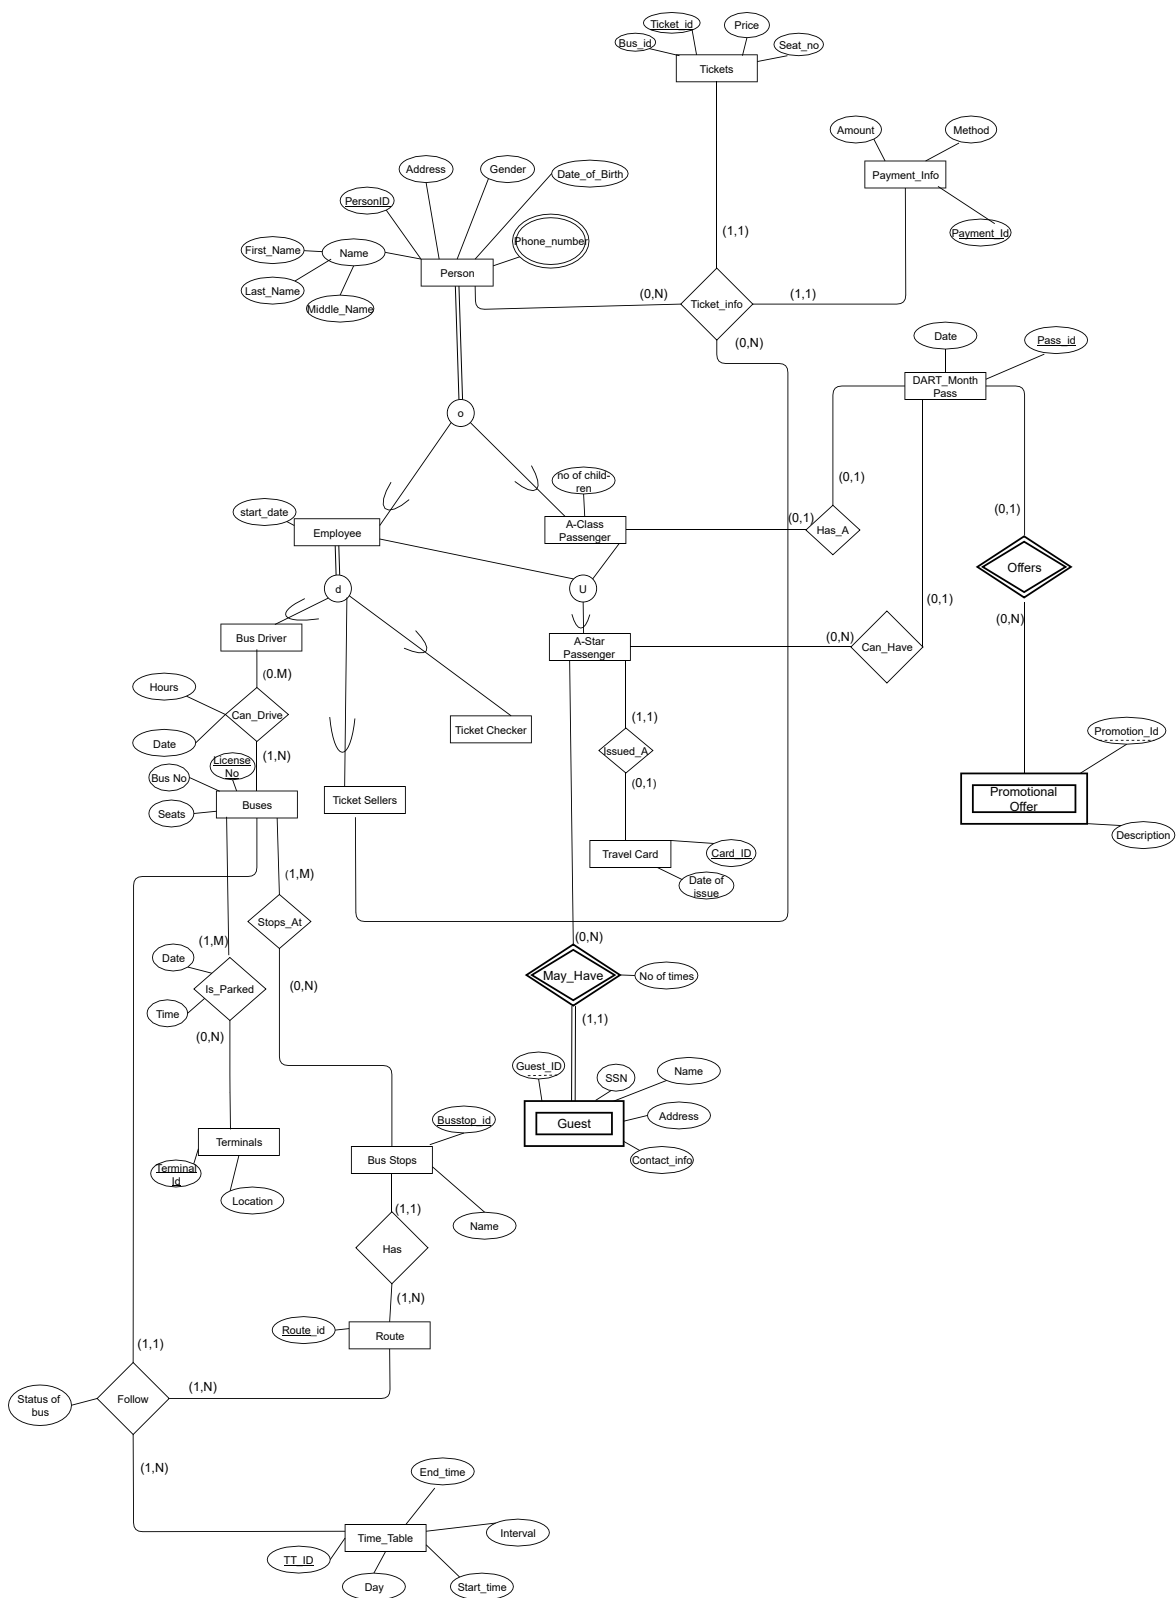 Ticket_id
Price
Bus_id
Seat_no
Tickets
Amount
Method
Payment_Info
Payment_Id
Address
Gender
Date_of_Birth
PersonID
Phone_number
First_Name
Name
Last_Name
Middle_Name
Person
(1,1)
(0,N)
(1,1)
Ticket_info
(0,N)
Date
Pass_id
DART_Month
Pass
o
no of child-
ren
(0,1)
start_date
Employee
A-Class
Passenger
(0,1)
Has_A
(0,1)
Offers
d
U
(0,1)
(0,N)
Bus Driver
A-Star
Passenger
(0,N)
Can_Have
(0.M)
Hours
Can_Drive
Date
(1,N)
Ticket Checker
(1,1)
Issued_A
(0,1)
Promotion_Id
License
No
Bus No
Seats
Buses
Ticket Sellers
Promotional
Offer
Description
Travel Card
Card_ID
Date of
issue
(1,M)
Stops_At
(1,M)
Date
Is_Parked
Time
(0,N)
(0,N)
(0,N)
May_Have
No of times
(1,1)
Guest_ID
SSN
Name
Guest
Address
Contact_info
Busstop_id
Terminals
Bus Stops
Terminal
Id
Location
Name
(1,1)
Has
(1,N)
Route_id
Route
(1,1)
(1,N)
Status of
bus
Follow
(1,N)
End_time
Time_Table
Interval
TT_ID
Day
Start_time